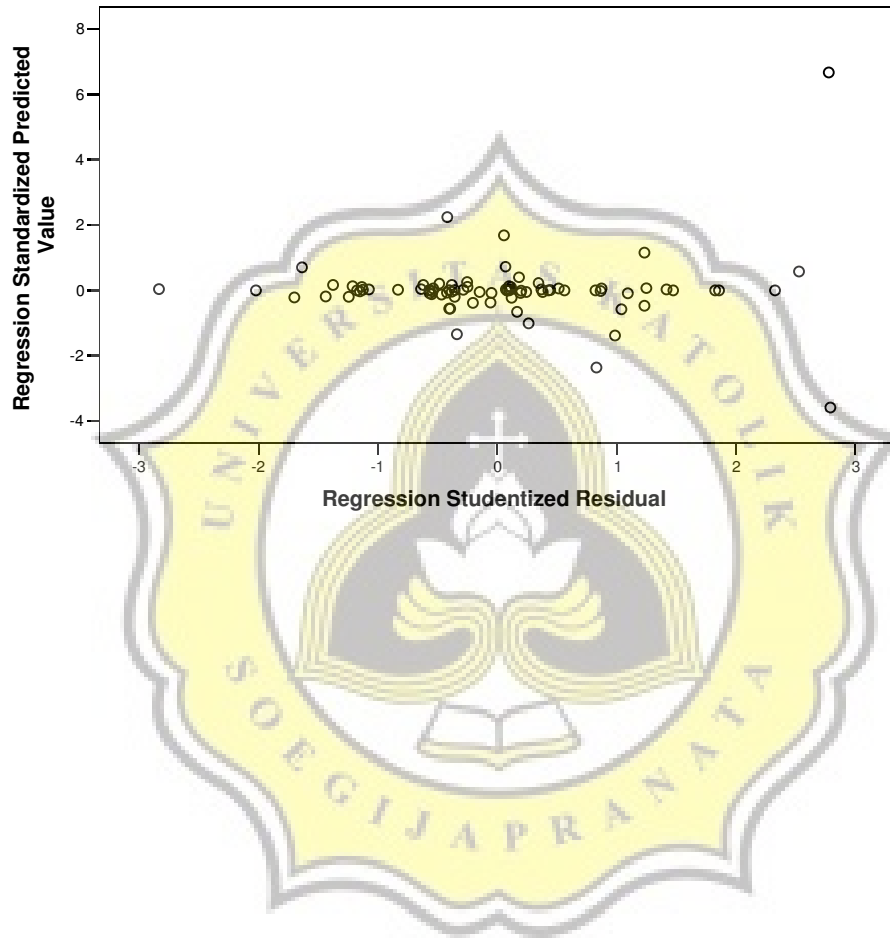 8
6
4
2
0
-2
-4
Regression Standardized Predicted
Value
-3
-2
-1
0
1
2
3
Regression Studentized Residual
UNIVERSITAS KATOLIK
SOEGIJAPRANATA